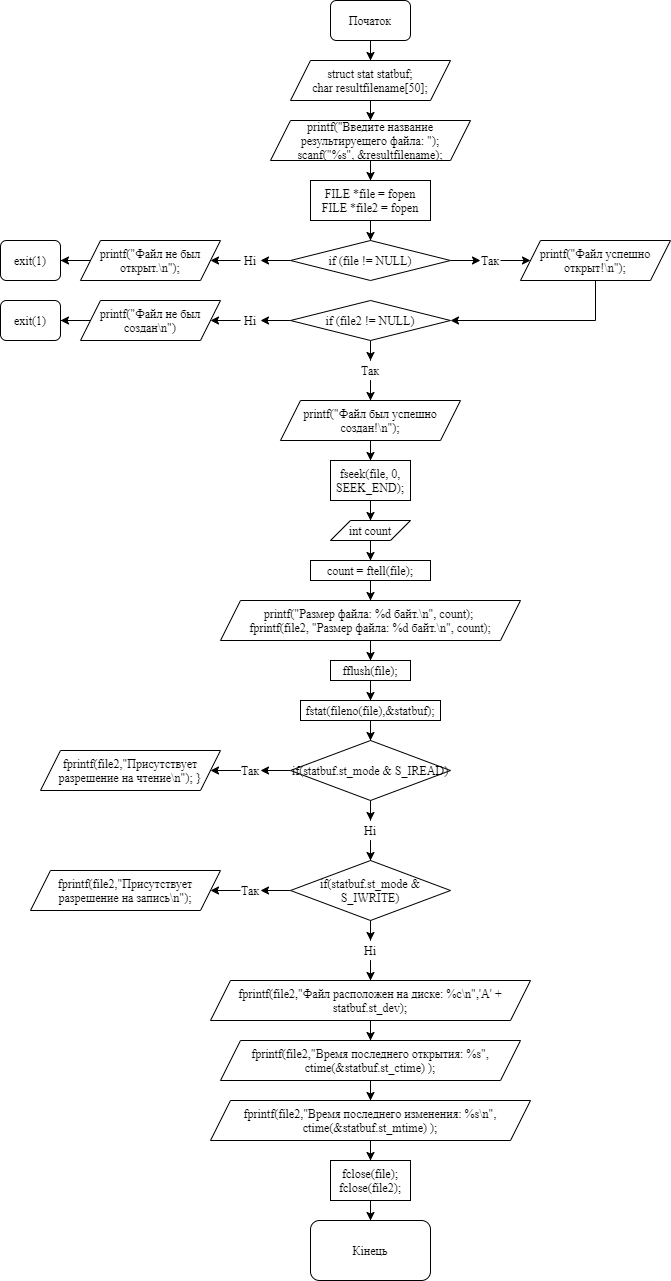 Початок
struct stat statbuf;
char resultfilename[50];
printf("Введите название
результируещего файла: ");
scanf("%s", &resultfilename);
FILE *file = fopen
FILE *file2 = fopen
exit(1)
printf("Файл не был
открыт.\n");
Ні
if (file != NULL)
Так
printf("Файл успешно
открыт!\n");
exit(1)
printf("Файл не был
создан\n")
Ні
if (file2 != NULL)
Так
printf("Файл был успешно
создан!\n");
fseek(file, 0,
SEEK_END);
int count
count = ftell(file);
printf("Размер файла: %d байт.\n", count);
fprintf(file2, "Размер файла: %d байт.\n", count);
fflush(file);
fstat(fileno(file),&statbuf);
fprintf(file2,"Присутствует
разрешение на чтение\n"); }
Так
if(statbuf.st_mode & S_IREAD)
Ні
fprintf(file2,"Присутствует
разрешение на запись\n");
Так
if(statbuf.st_mode &
S_IWRITE)
Ні
fprintf(file2,"Файл расположен на диске: %c\n",'A' +
statbuf.st_dev);
fprintf(file2,"Время последнего открытия: %s",
ctime(&statbuf.st_ctime) );
fprintf(file2,"Время последнего изменения: %s\n",
ctime(&statbuf.st_mtime) );
fclose(file);
fclose(file2);
Кінець